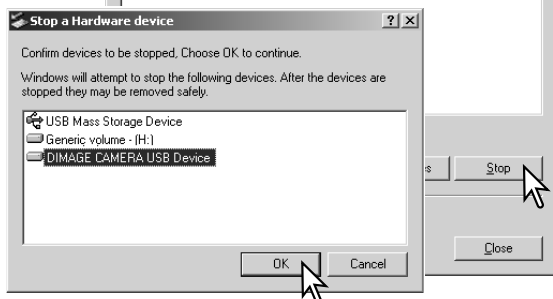 Stop a Hardware device
Confirm devices to be stopped, Choose OK to continue.
Windows will attempt to stop the following devices. After the devices are
stopped they may be removed safely.
USB Mass Storage Device
Generic volume - (H:)
DIMAGE CAMERA USB Device
OK
Cancel
Stop
Close